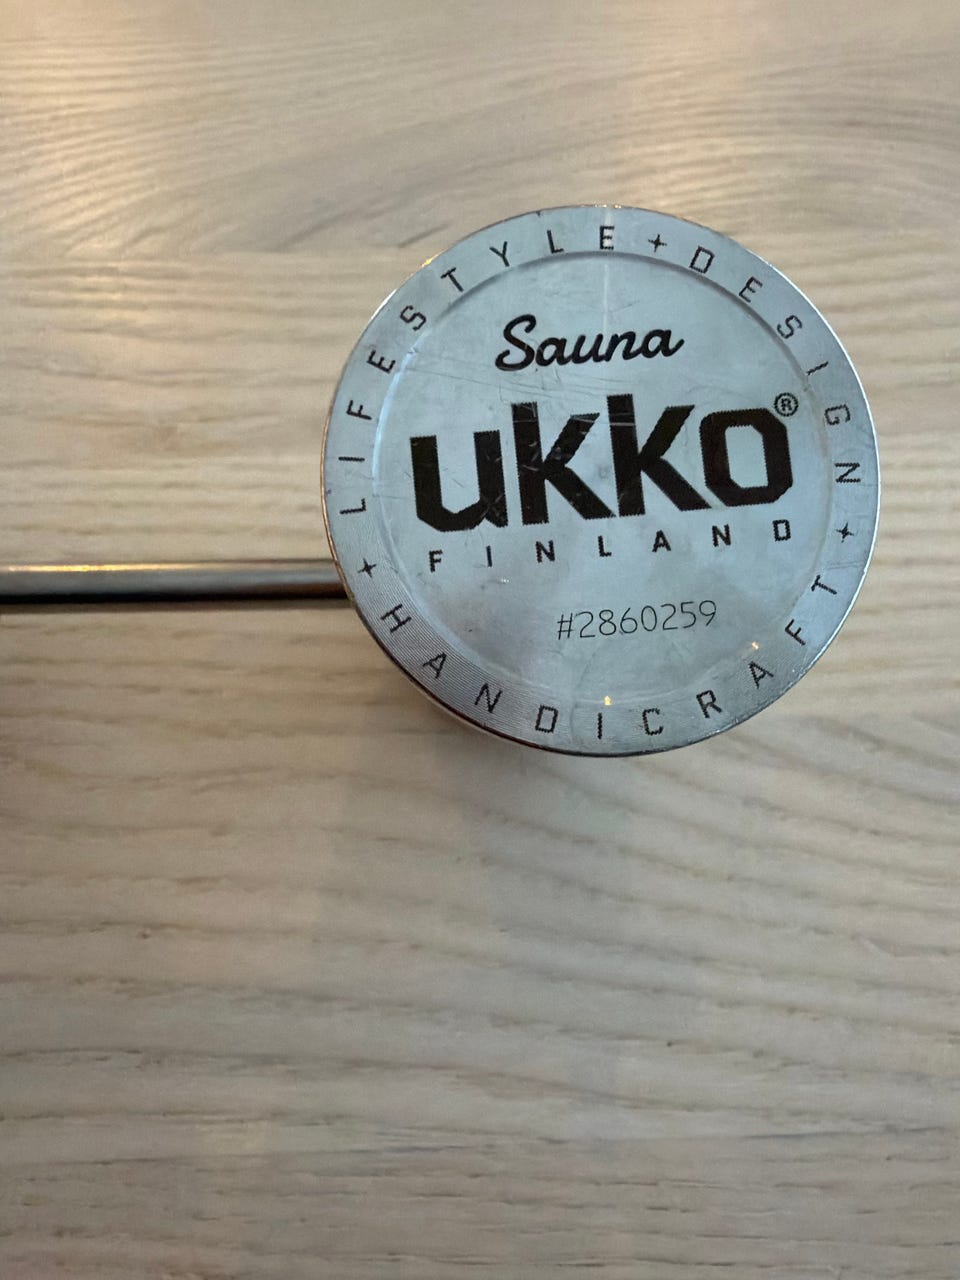 LIFESTYLE + DESIGN + HANDICRAFT +
Sauna
ukko®
FINLAND
#2860259